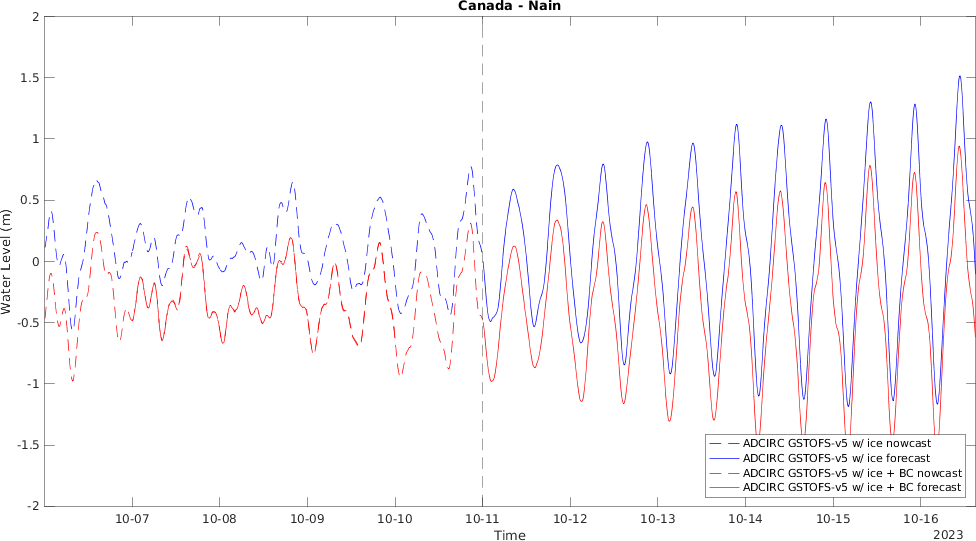 Canada - Nain
2
1.5
1
0.5
0
-0.5
-1
-1.5
-2
Water Level (m)
10-07 10-08 10-09 10-10 10-11 10-12 10-13 10-14 10-15 10-16
Time
2023
ADCIRC GSTOFS-v5 w/ ice nowcast
ADCIRC GSTOFS-v5 w/ ice forecast
ADCIRC GSTOFS-v5 w/ ice + BC nowcast
ADCIRC GSTOFS-v5 w/ ice + BC forecast